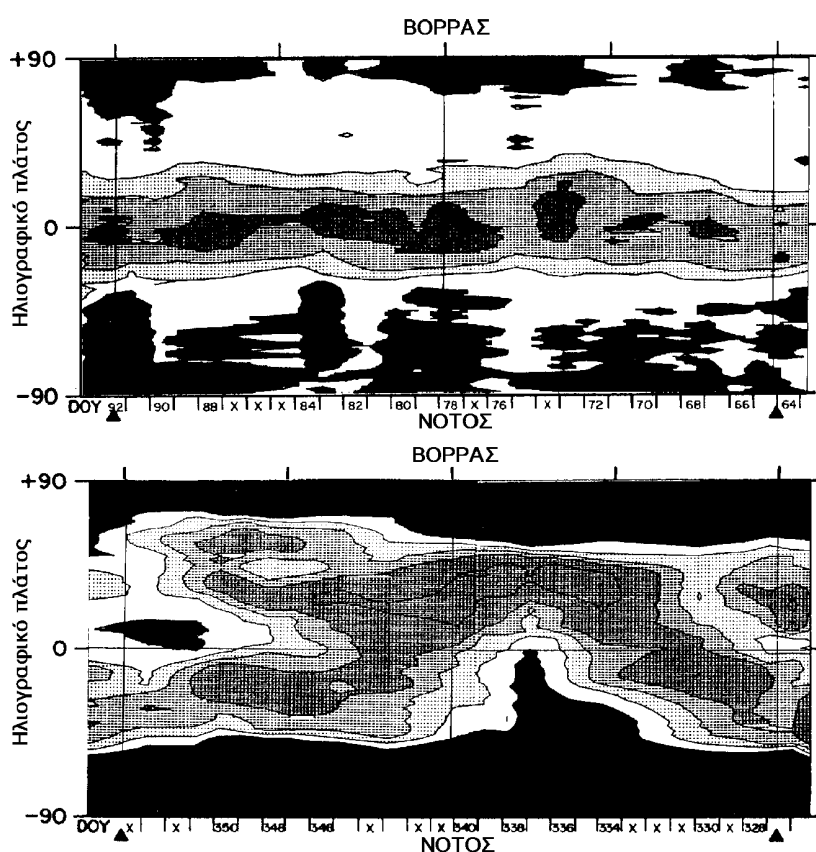 ΒΟΡΡΑΣ
+90
Ηλιογραφικό πλάτος
0
−90
DOY 92 90 88 X X X 84 82 80 78 X 76 X 72 70 68 66 64
ΝΟΤΟΣ
ΒΟΡΡΑΣ
+90
Ηλιογραφικό πλάτος
0
−90
DOY X X 350 348 346 X X X 340 338 336 334 X X X 330 X 328
ΝΟΤΟΣ